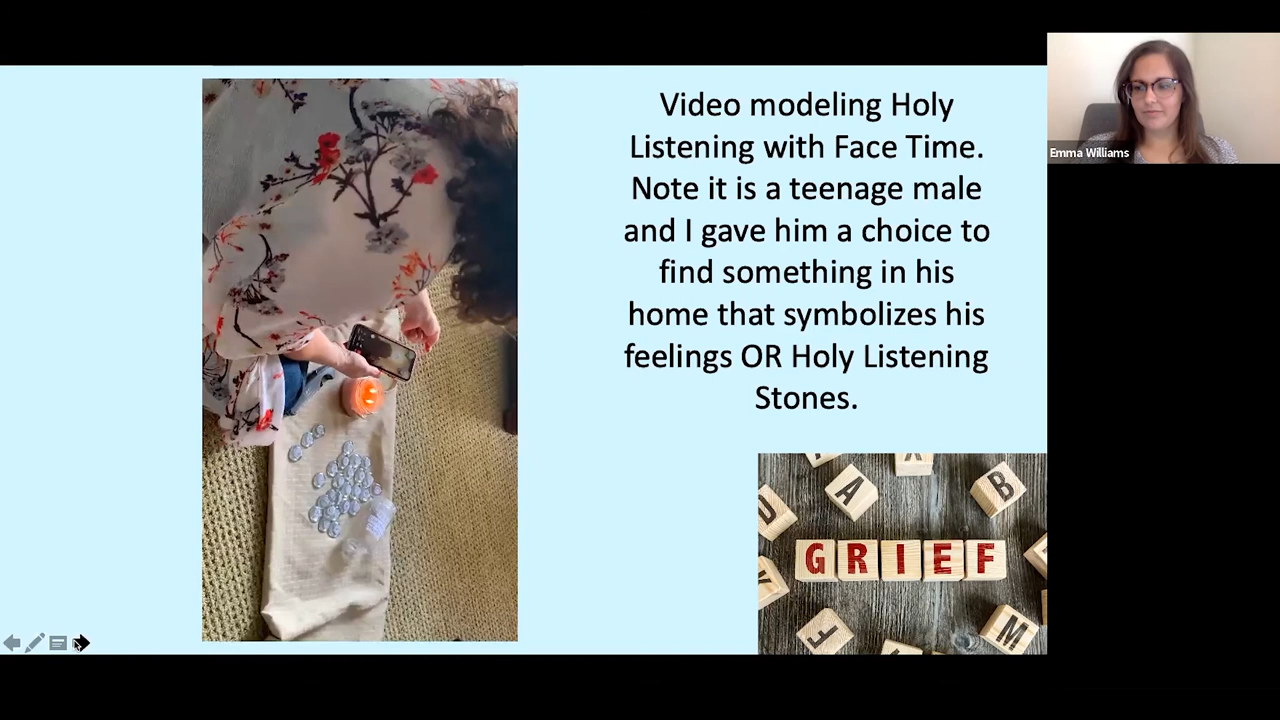 Video modeling Holy
Listening with Face Time.
Note it is a teenage male
and I gave him a choice to
find something in his
home that symbolizes his
feelings OR Holy Listening
Stones.
Emma Williams
A
B
GRIEF
M